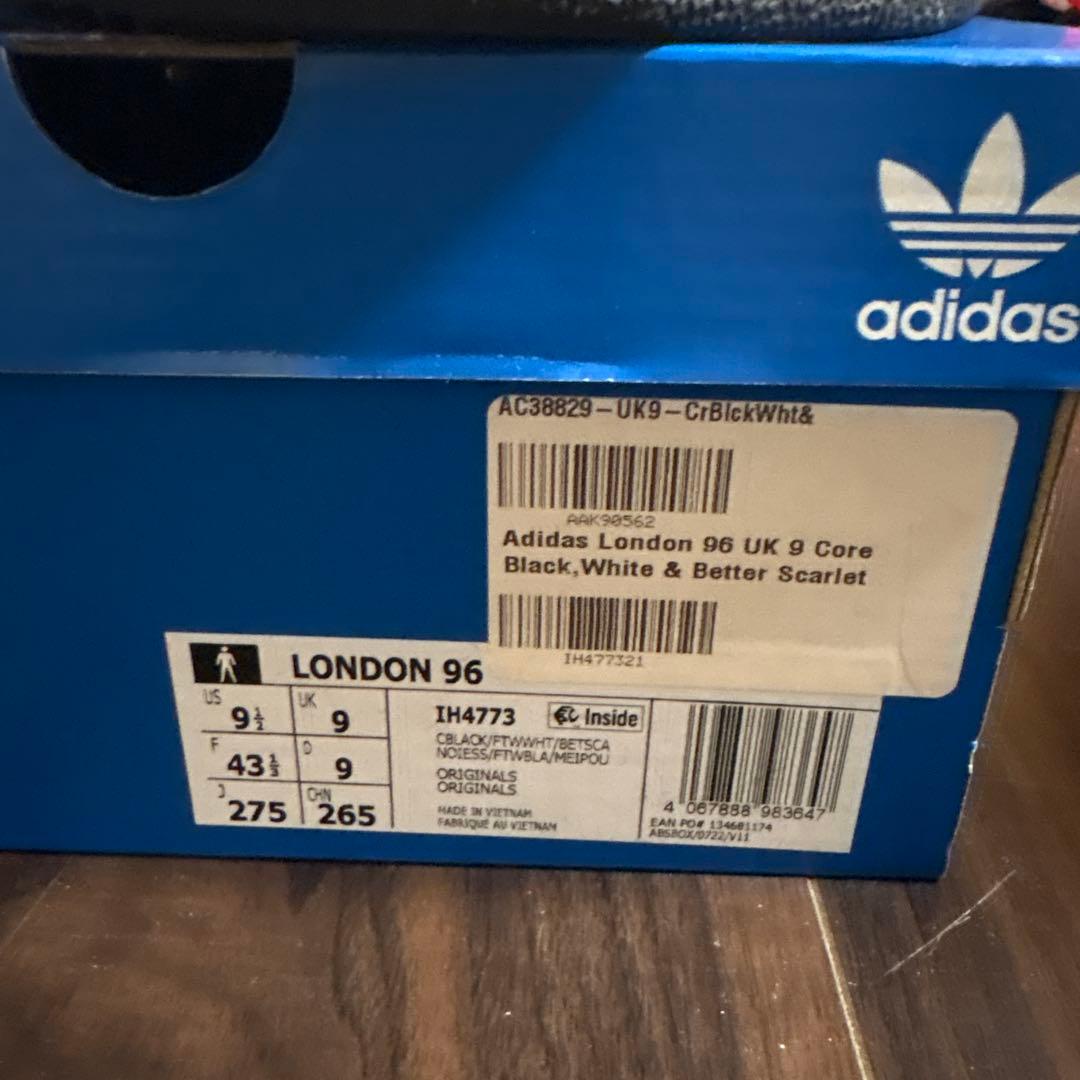 adidas
AC38829-UK9-CrBlckWht&
AAK90562
Adidas London 96 UK 9 Core
Black,White & Better Scarlet
IH477321
LONDON 96
US 9½
UK 9
F 43⅓
D 9
J 275
CHN 265
IH4773
Inside
CBLACK/FTWWHT/BETSCA
NOIESS/FTWBLA/MEIPOU
ORIGINALS
ORIGINALS
MADE IN VIETNAM
FABRIQUE AU VIETNAM
4 067888 983647
EAN PO# 134681174
ABSBOX/0722/V11